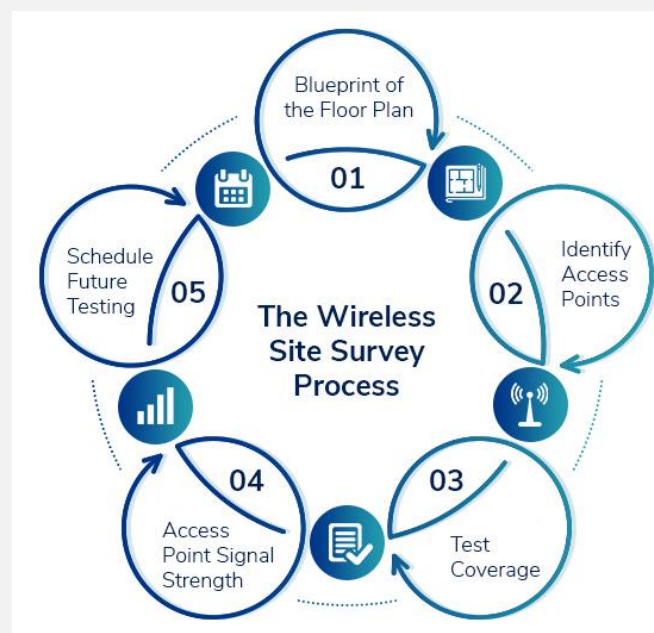 Blueprint of
the Floor Plan
01
Identify
Access
Points
02
Test
Coverage
03
Access
Point Signal
Strength
04
Schedule
Future
Testing
05
The Wireless
Site Survey
Process